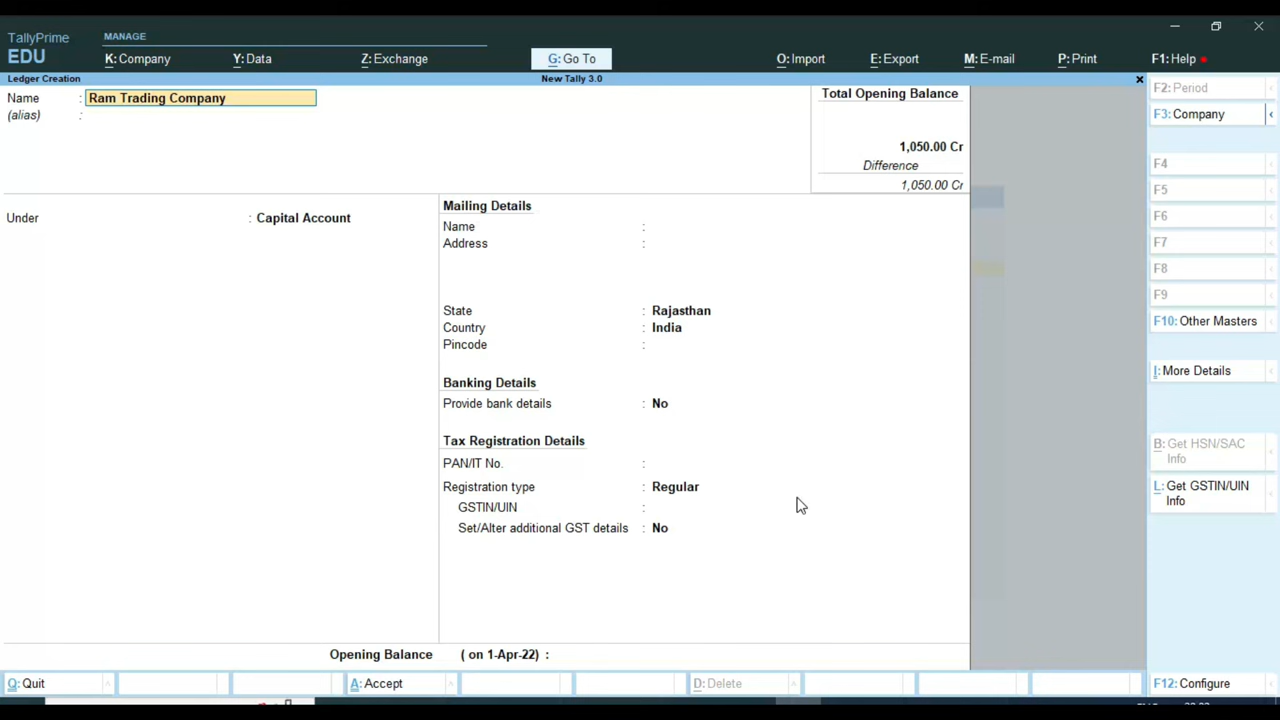 TallyPrime
EDU
MANAGE
K: Company
Y: Data
Z: Exchange
G: Go To
O: Import
E: Export
M: E-mail
P: Print
F1: Help
Ledger Creation
New Tally 3.0
Name : Ram Trading Company
(alias) :
Total Opening Balance
1,050.00 Cr
Difference
1,050.00 Cr
Under : Capital Account
Mailing Details
Name :
Address :
State : Rajasthan
Country : India
Pincode :
Banking Details
Provide bank details : No
Tax Registration Details
PAN/IT No. :
Registration type : Regular
GSTIN/UIN :
Set/Alter additional GST details : No
Opening Balance ( on 1-Apr-22) :
F2: Period
F3: Company
F4
F5
F6
F7
F8
F9
F10: Other Masters
I: More Details
B: Get HSN/SAC
Info
L: Get GSTIN/UIN
Info
Q: Quit
A: Accept
D: Delete
F12: Configure